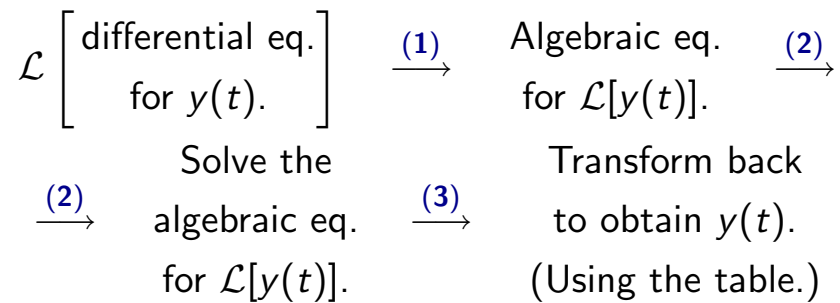 ℒ [differential eq. for y(t).] (1)⟶ Algebraic eq. for ℒ[y(t)]. (2)⟶
(2)⟶ Solve the algebraic eq. for ℒ[y(t)]. (3)⟶ Transform back to obtain y(t). (Using the table.)